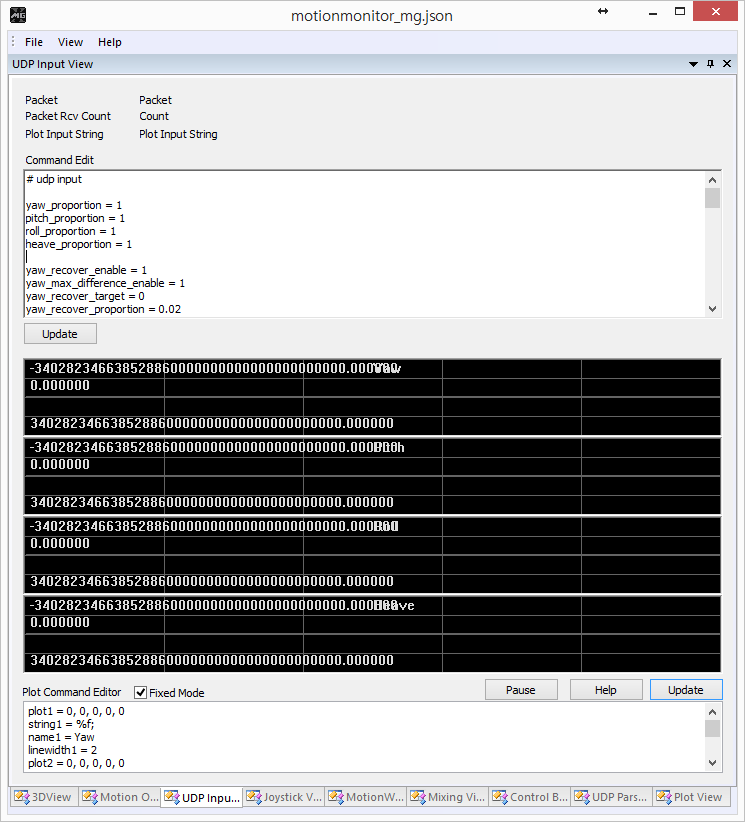 MG
motionmonitor_mg.json
File View Help
UDP Input View
Packet Packet
Packet Rcv Count Count
Plot Input String Plot Input String
Command Edit
# udp input
yaw_proportion = 1
pitch_proportion = 1
roll_proportion = 1
heave_proportion = 1
yaw_recover_enable = 1
yaw_max_difference_enable = 1
yaw_recover_target = 0
yaw_recover_proportion = 0.02
Update
-340282346638528860000000000000000000000.000000 Yaw
0.000000
340282346638528860000000000000000000000.000000
-340282346638528860000000000000000000000.000000 Pitch
0.000000
340282346638528860000000000000000000000.000000
-340282346638528860000000000000000000000.000000 Roll
0.000000
340282346638528860000000000000000000000.000000
-340282346638528860000000000000000000000.000000 Heave
0.000000
340282346638528860000000000000000000000.000000
Plot Command Editor Fixed Mode Pause Help Update
plot1 = 0, 0, 0, 0, 0
string1 = %f;
name1 = Yaw
linewidth1 = 2
plot2 = 0, 0, 0, 0, 0
3DView Motion O... UDP Inpu... Joystick V... MotionW... Mixing Vi... Control B... UDP Pars... Plot View